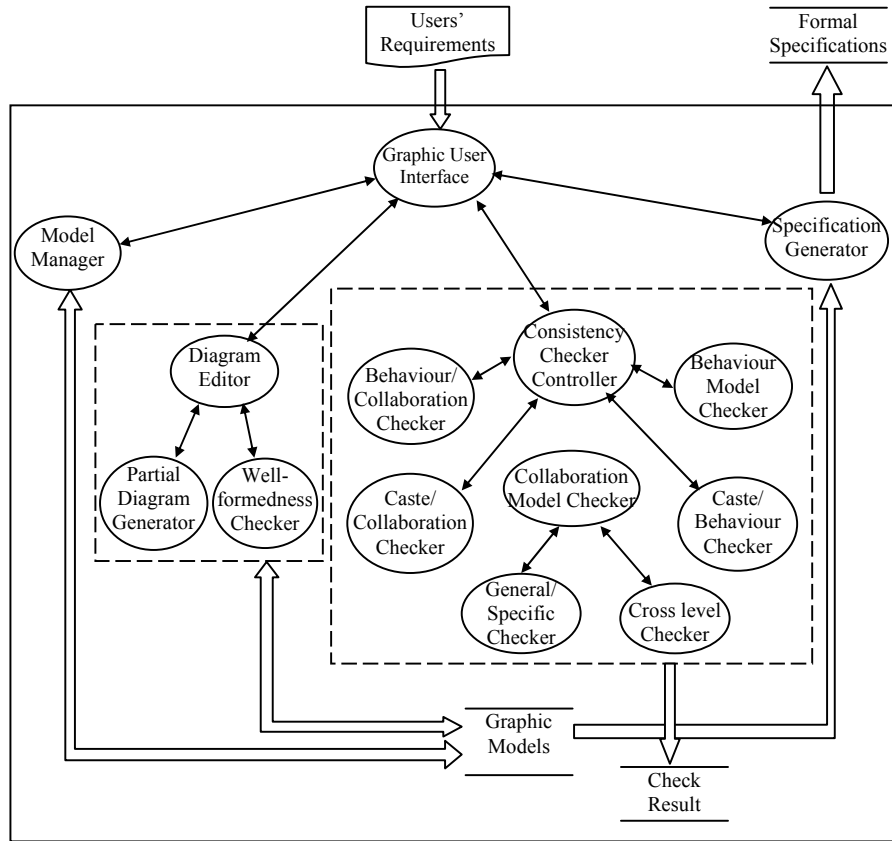 Users'
Requirements
Formal
Specifications
Graphic User
Interface
Model
Manager
Specification
Generator
Diagram
Editor
Consistency
Checker
Controller
Behaviour/
Collaboration
Checker
Behaviour
Model
Checker
Partial
Diagram
Generator
Well-
formedness
Checker
Caste/
Collaboration
Checker
Collaboration
Model Checker
Caste/
Behaviour
Checker
General/
Specific
Checker
Cross level
Checker
Graphic
Models
Check
Result